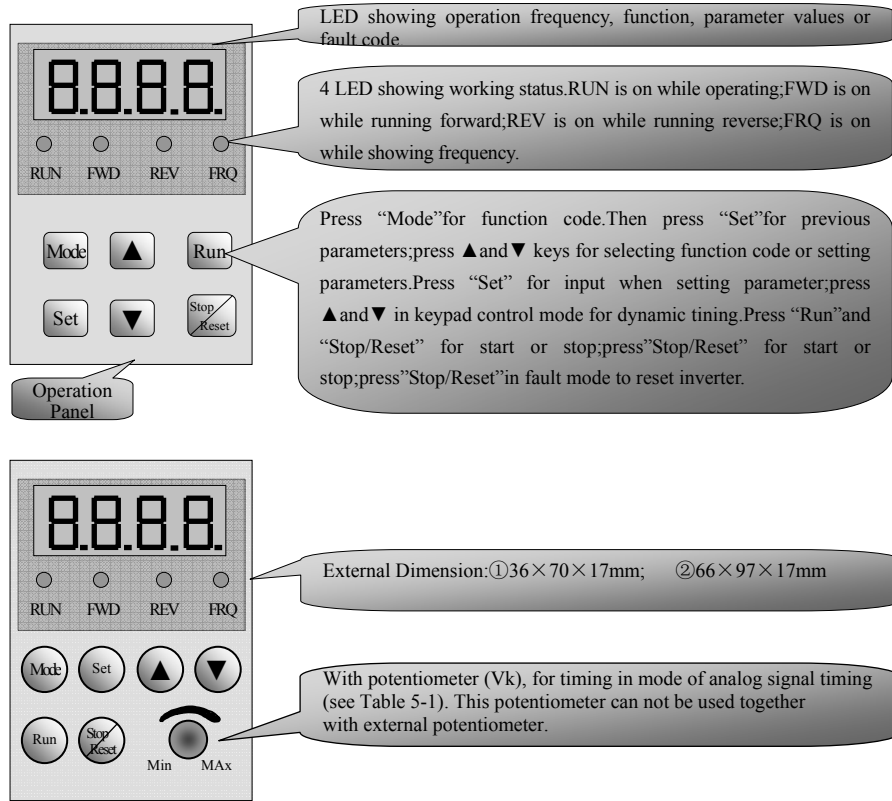 LED showing operation frequency, function, parameter values or
fault code
8.8.8.8.
4 LED showing working status.RUN is on while operating;FWD is on
while running forward;REV is on while running reverse;FRQ is on
while showing frequency.
RUN FWD REV FRQ
Press “Mode”for function code.Then press “Set”for previous
parameters;press ▲and▼ keys for selecting function code or setting
parameters.Press “Set” for input when setting parameter;press
▲and▼ in keypad control mode for dynamic timing.Press “Run”and
“Stop/Reset” for start or stop;press”Stop/Reset” for start or
stop;press”Stop/Reset”in fault mode to reset inverter.
Mode ▲ Run
Set ▼ Stop
Reset
Operation
Panel
8.8.8.8.
RUN FWD REV FRQ
External Dimension:①36×70×17mm; ②66×97×17mm
Mode Set ▲ ▼
With potentiometer (Vk), for timing in mode of analog signal timing
(see Table 5-1). This potentiometer can not be used together
with external potentiometer.
Run Stop
Reset
Min MAx